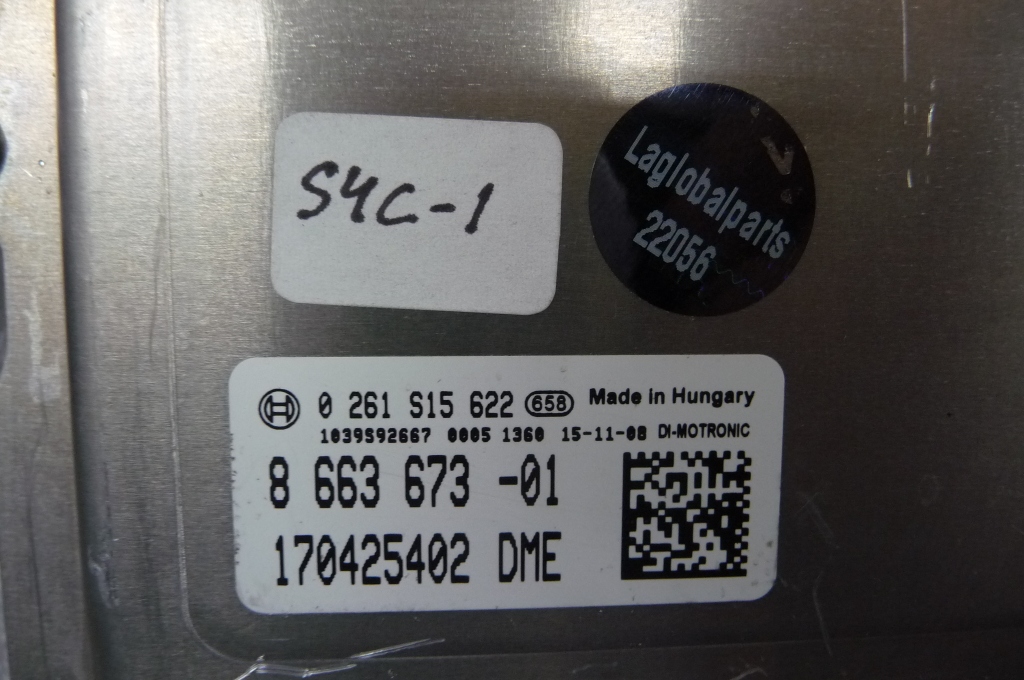 S4C-1
Laglobalparts
22056
0 261 S15 622 658 Made in Hungary
1039S92667 0005 1360 15-11-08 DI-MOTRONIC
8 663 673 -01
170425402 DME